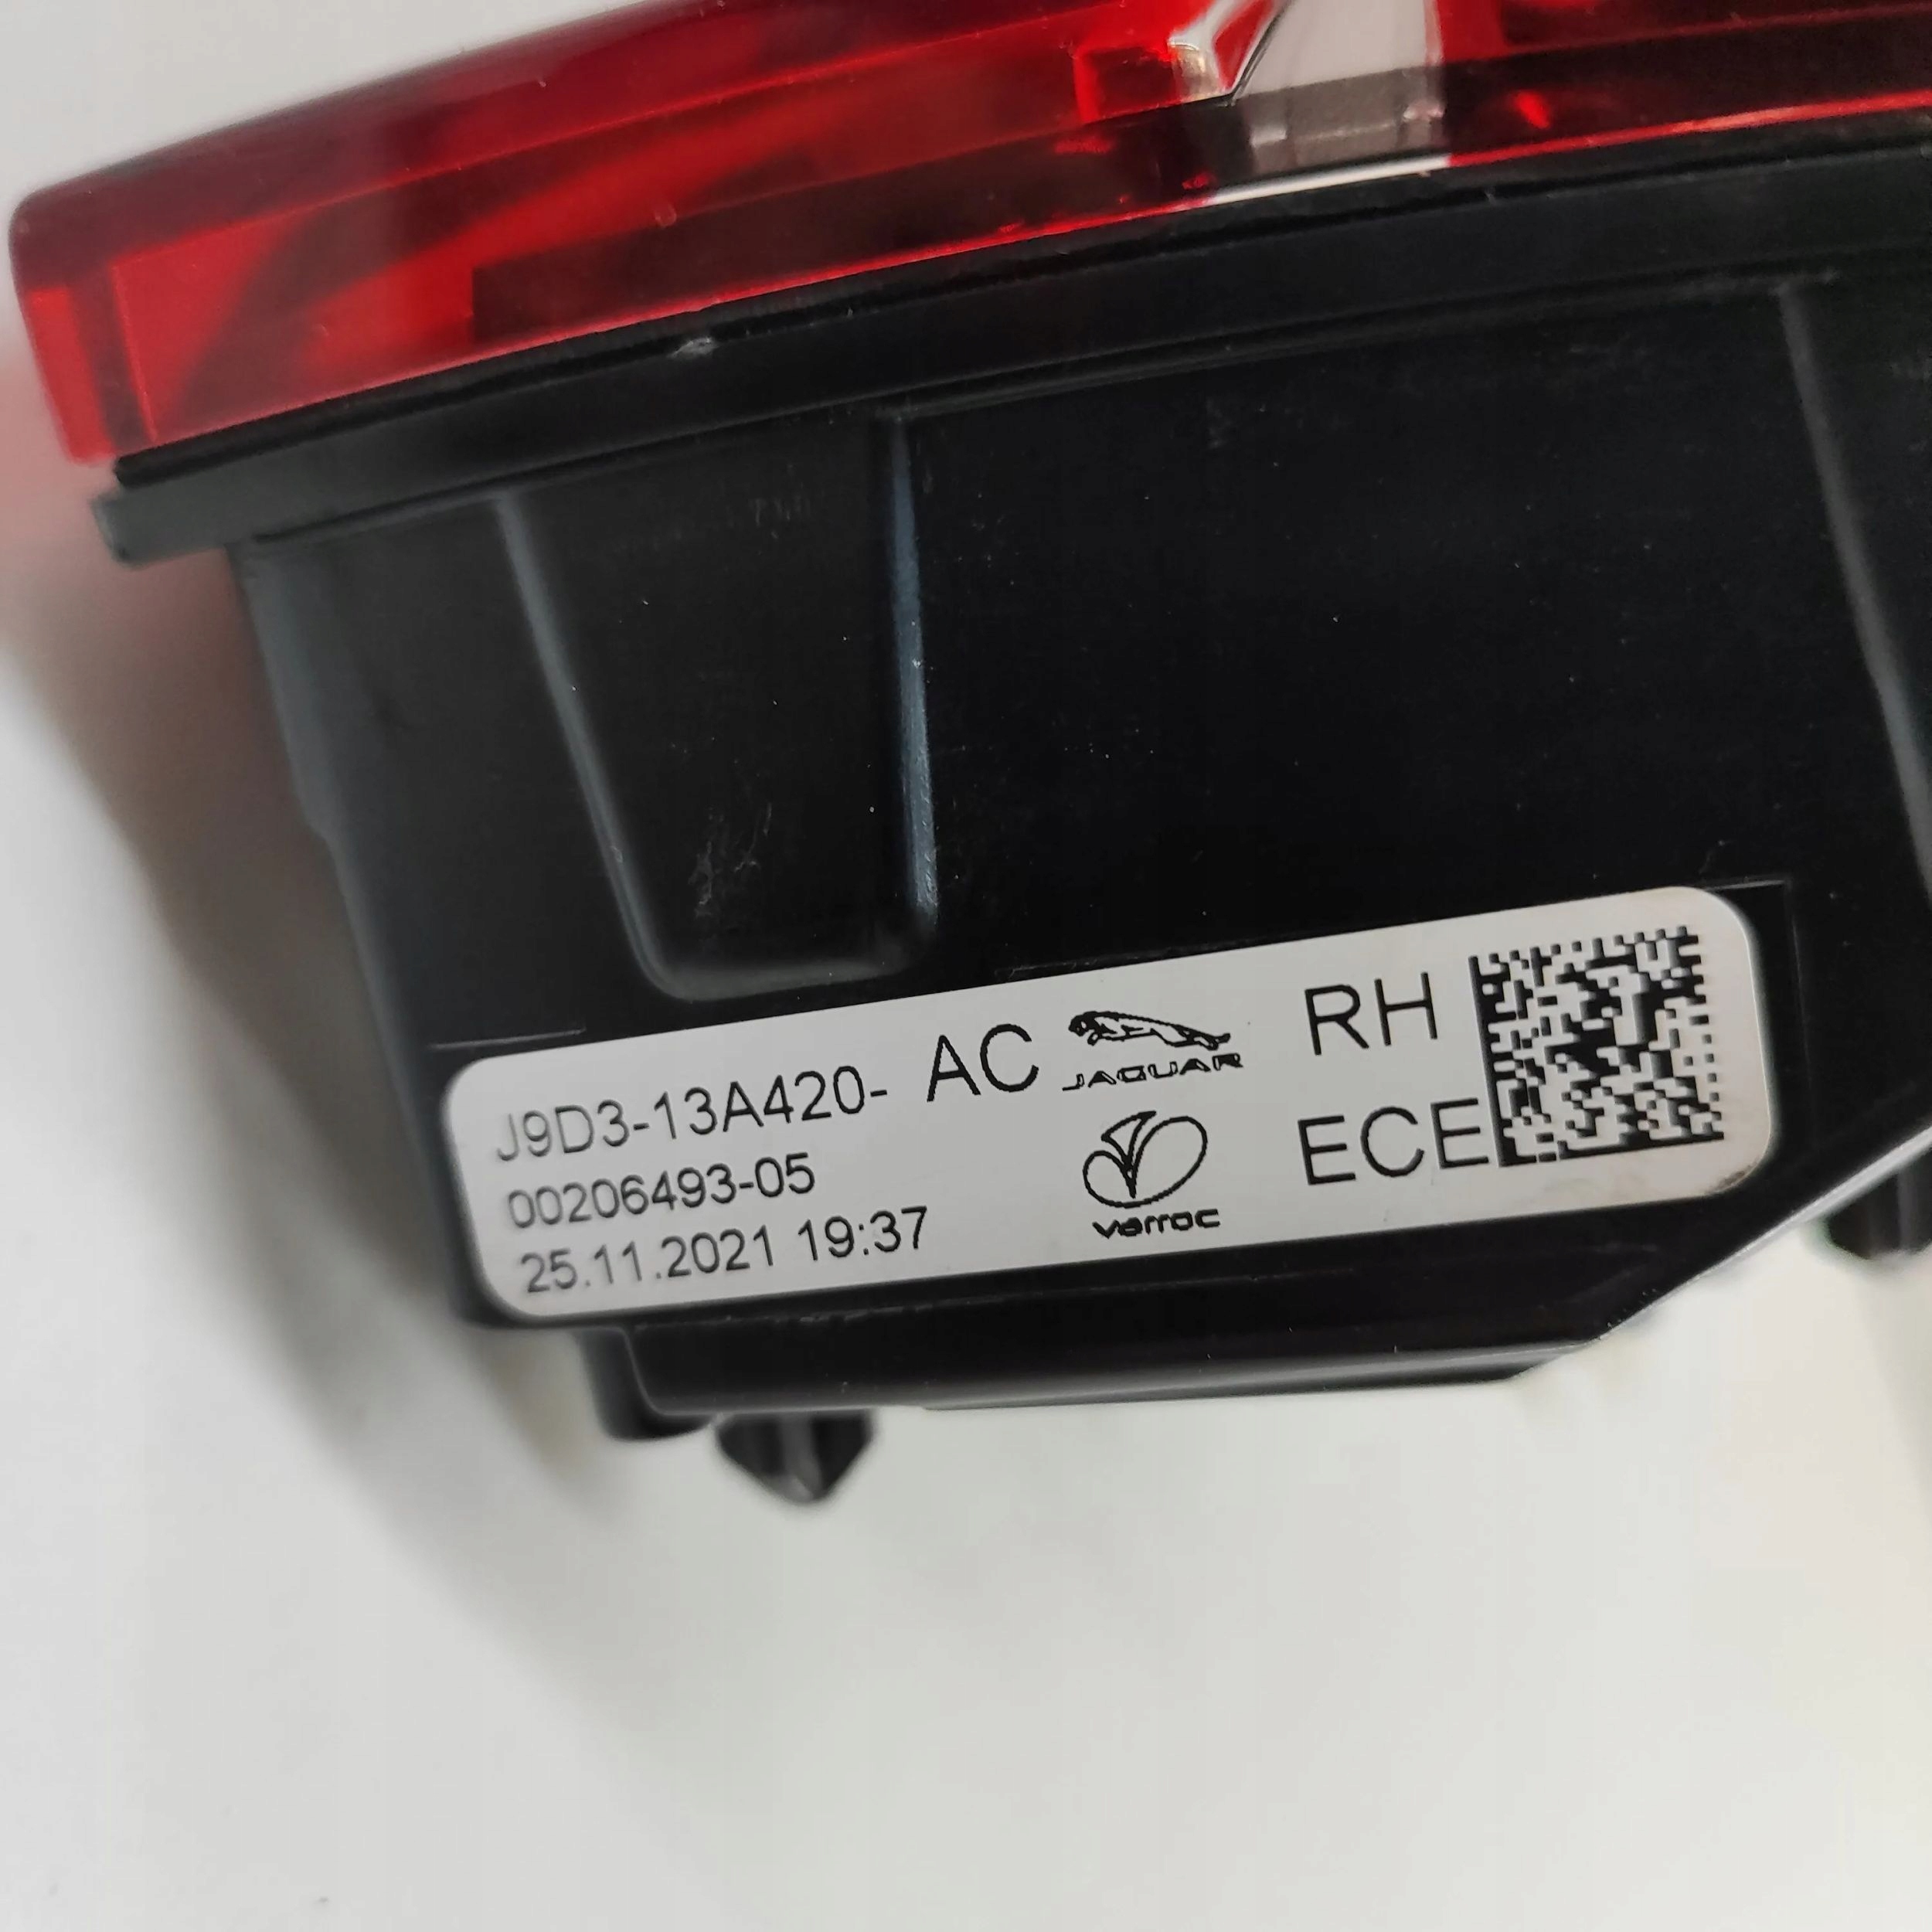 J9D3-13A420- AC JAGUAR RH
00206493-05 ECE
25.11.2021 19:37 varroc